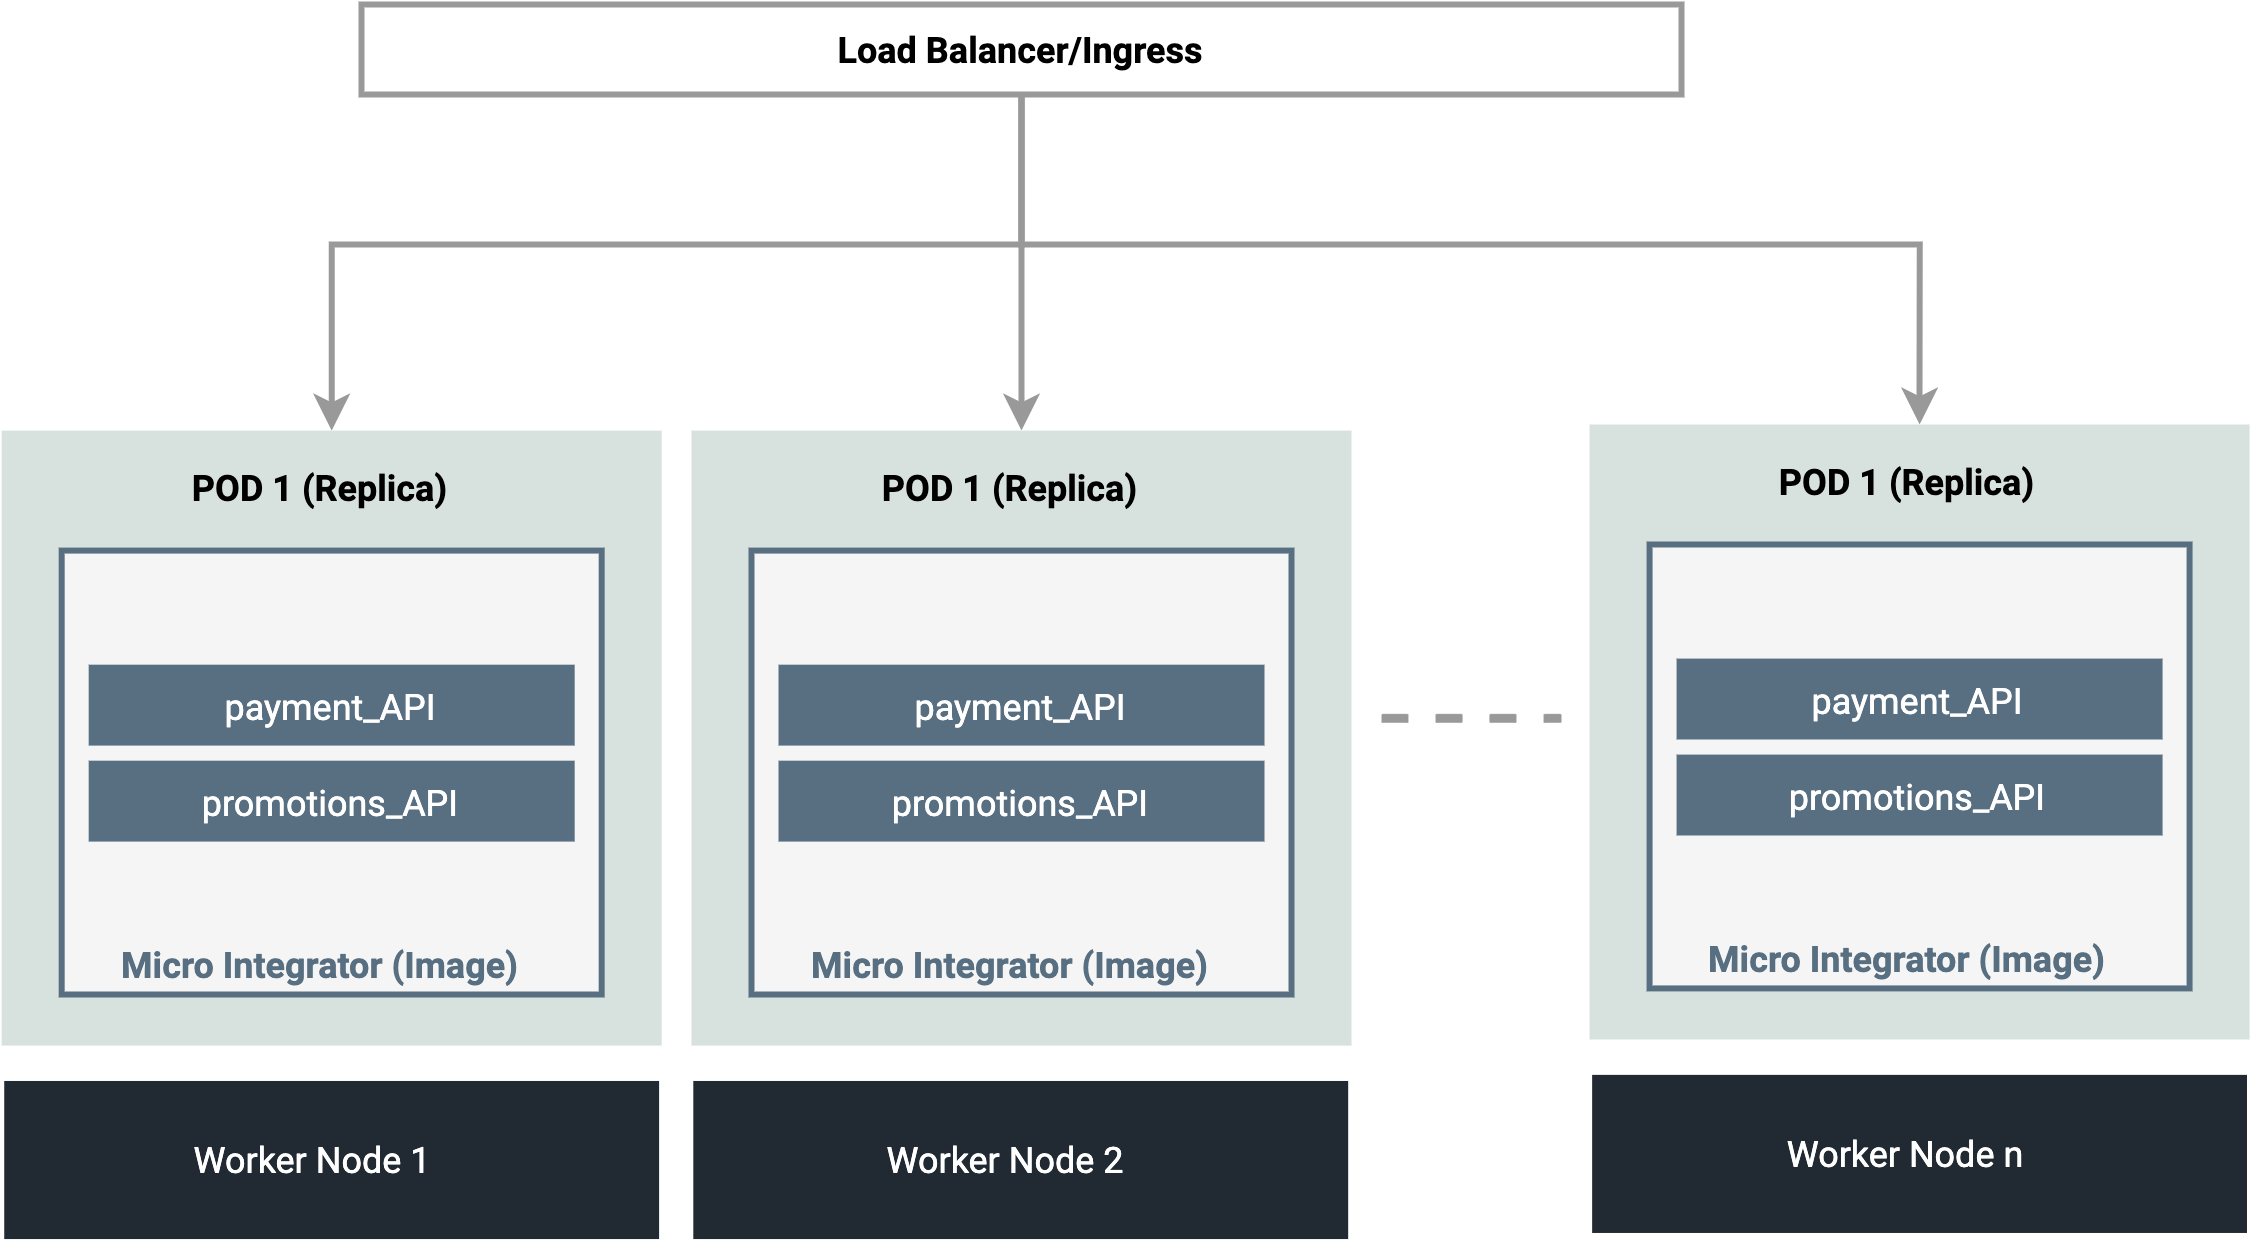 Load Balancer/Ingress
POD 1 (Replica)
payment_API
promotions_API
Micro Integrator (Image)
Worker Node 1
POD 1 (Replica)
payment_API
promotions_API
Micro Integrator (Image)
Worker Node 2
POD 1 (Replica)
payment_API
promotions_API
Micro Integrator (Image)
Worker Node n